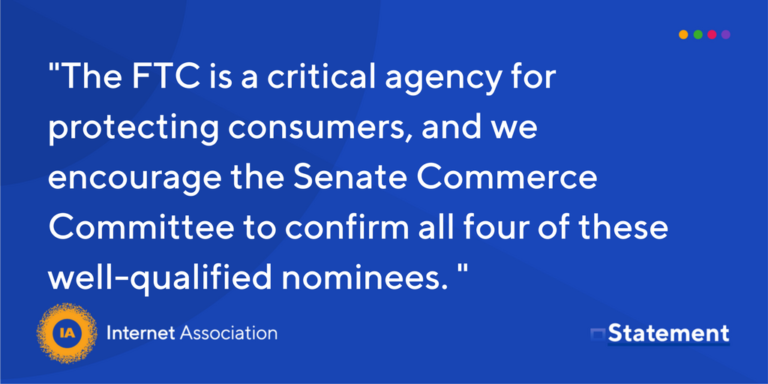 "The FTC is a critical agency for
protecting consumers, and we
encourage the Senate Commerce
Committee to confirm all four of these
well-qualified nominees. "
IA
Internet Association
Statement